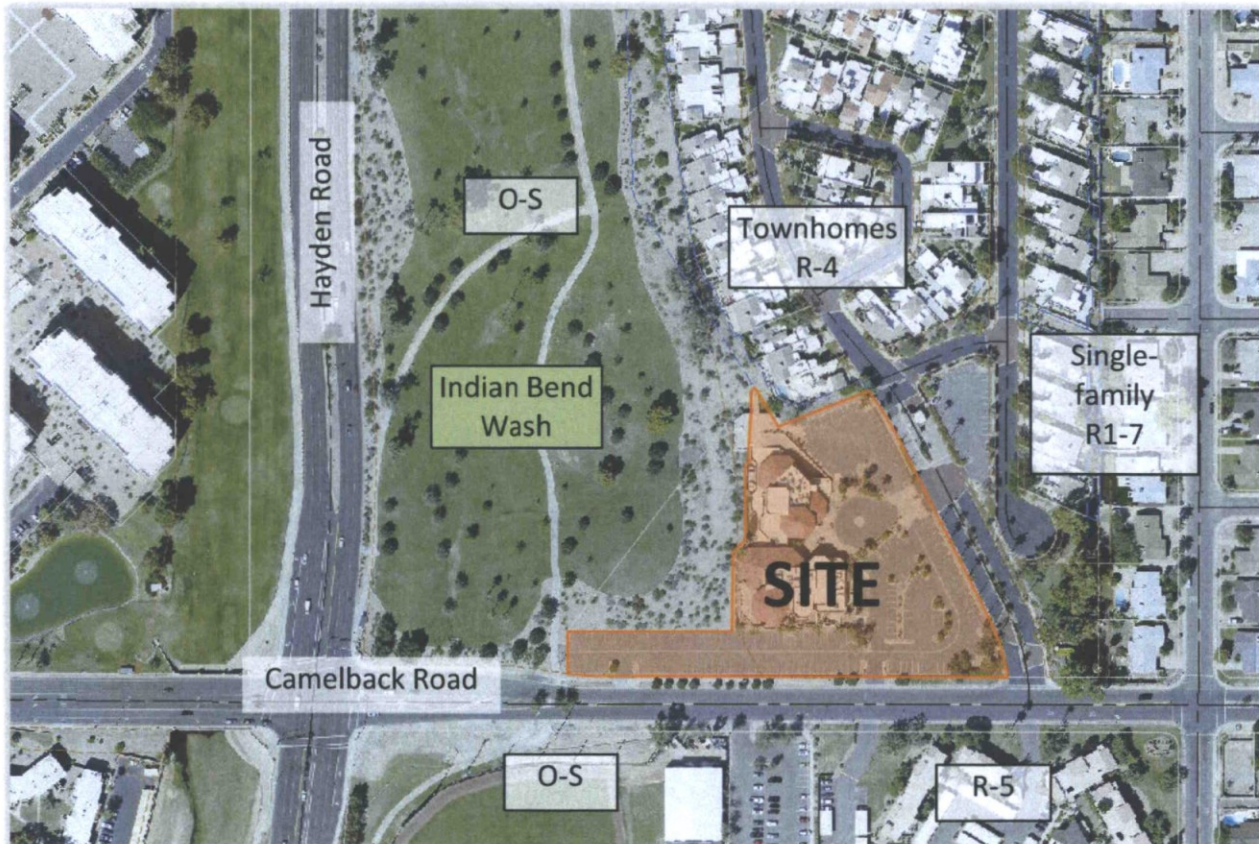 Hayden Road
O-S
Townhomes
R-4
Indian Bend
Wash
Single-
family
R1-7
SITE
Camelback Road
O-S
R-5